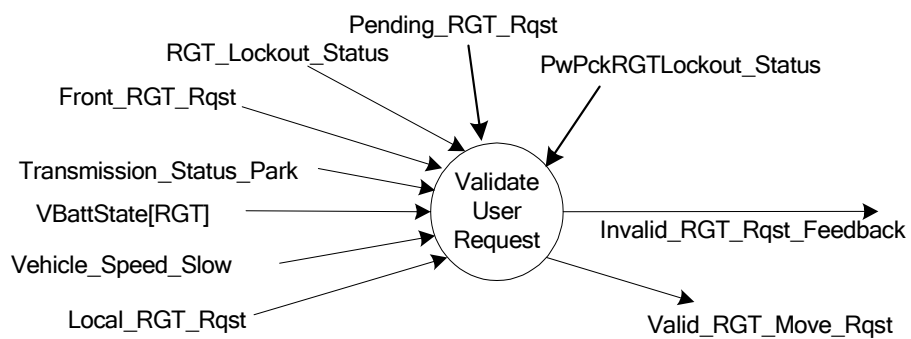 Pending_RGT_Rqst
RGT_Lockout_Status
PwPckRGTLockout_Status
Front_RGT_Rqst
Transmission_Status_Park
VBattState[RGT]
Vehicle_Speed_Slow
Local_RGT_Rqst
Validate
User
Request
Invalid_RGT_Rqst_Feedback
Valid_RGT_Move_Rqst